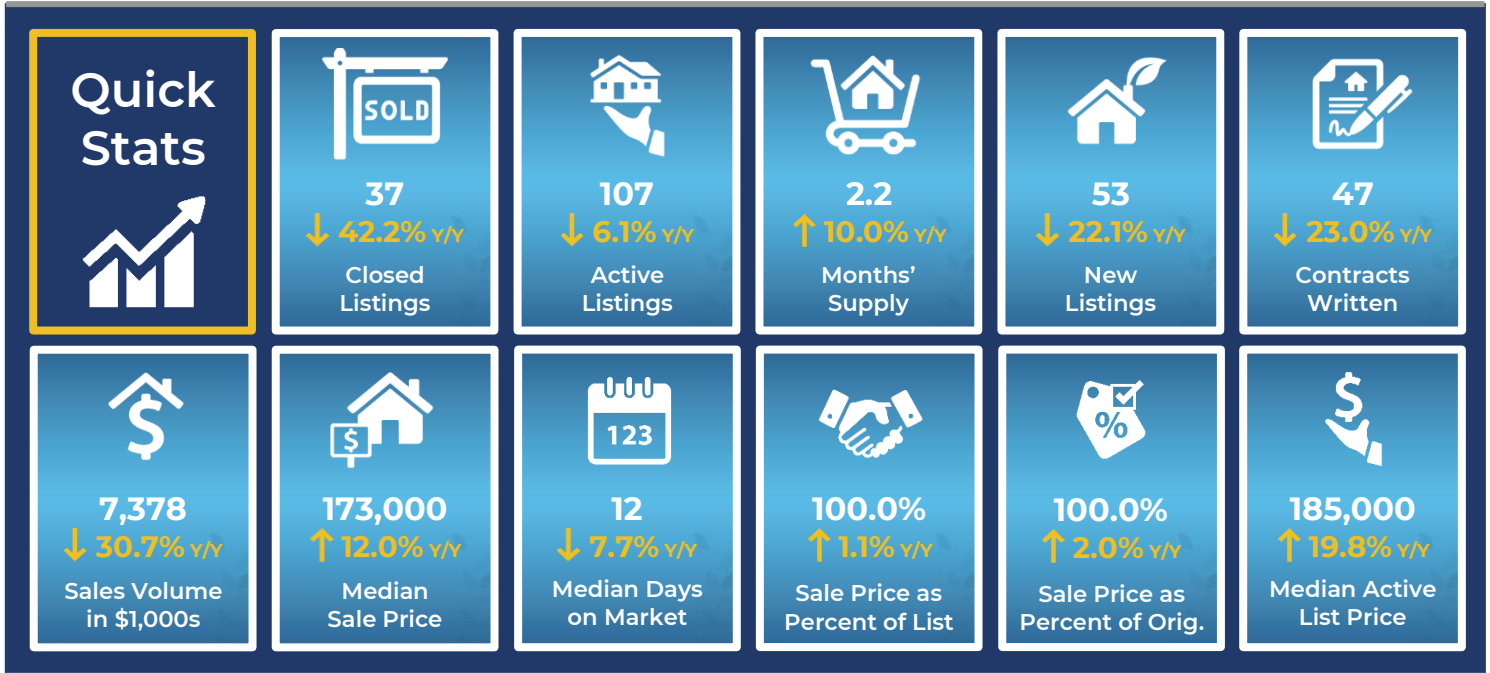 Quick
Stats
SOLD
37
↓ 42.2% Y/Y
Closed
Listings
107
↓ 6.1% Y/Y
Active
Listings
2.2
↑ 10.0% Y/Y
Months’
Supply
53
↓ 22.1% Y/Y
New
Listings
47
↓ 23.0% Y/Y
Contracts
Written
$
7,378
↓ 30.7% Y/Y
Sales Volume
in $1,000s
$
173,000
↑ 12.0% Y/Y
Median
Sale Price
123
12
↓ 7.7% Y/Y
Median Days
on Market
100.0%
↑ 1.1% Y/Y
Sale Price as
Percent of List
%
100.0%
↑ 2.0% Y/Y
Sale Price as
Percent of Orig.
$
185,000
↑ 19.8% Y/Y
Median Active
List Price